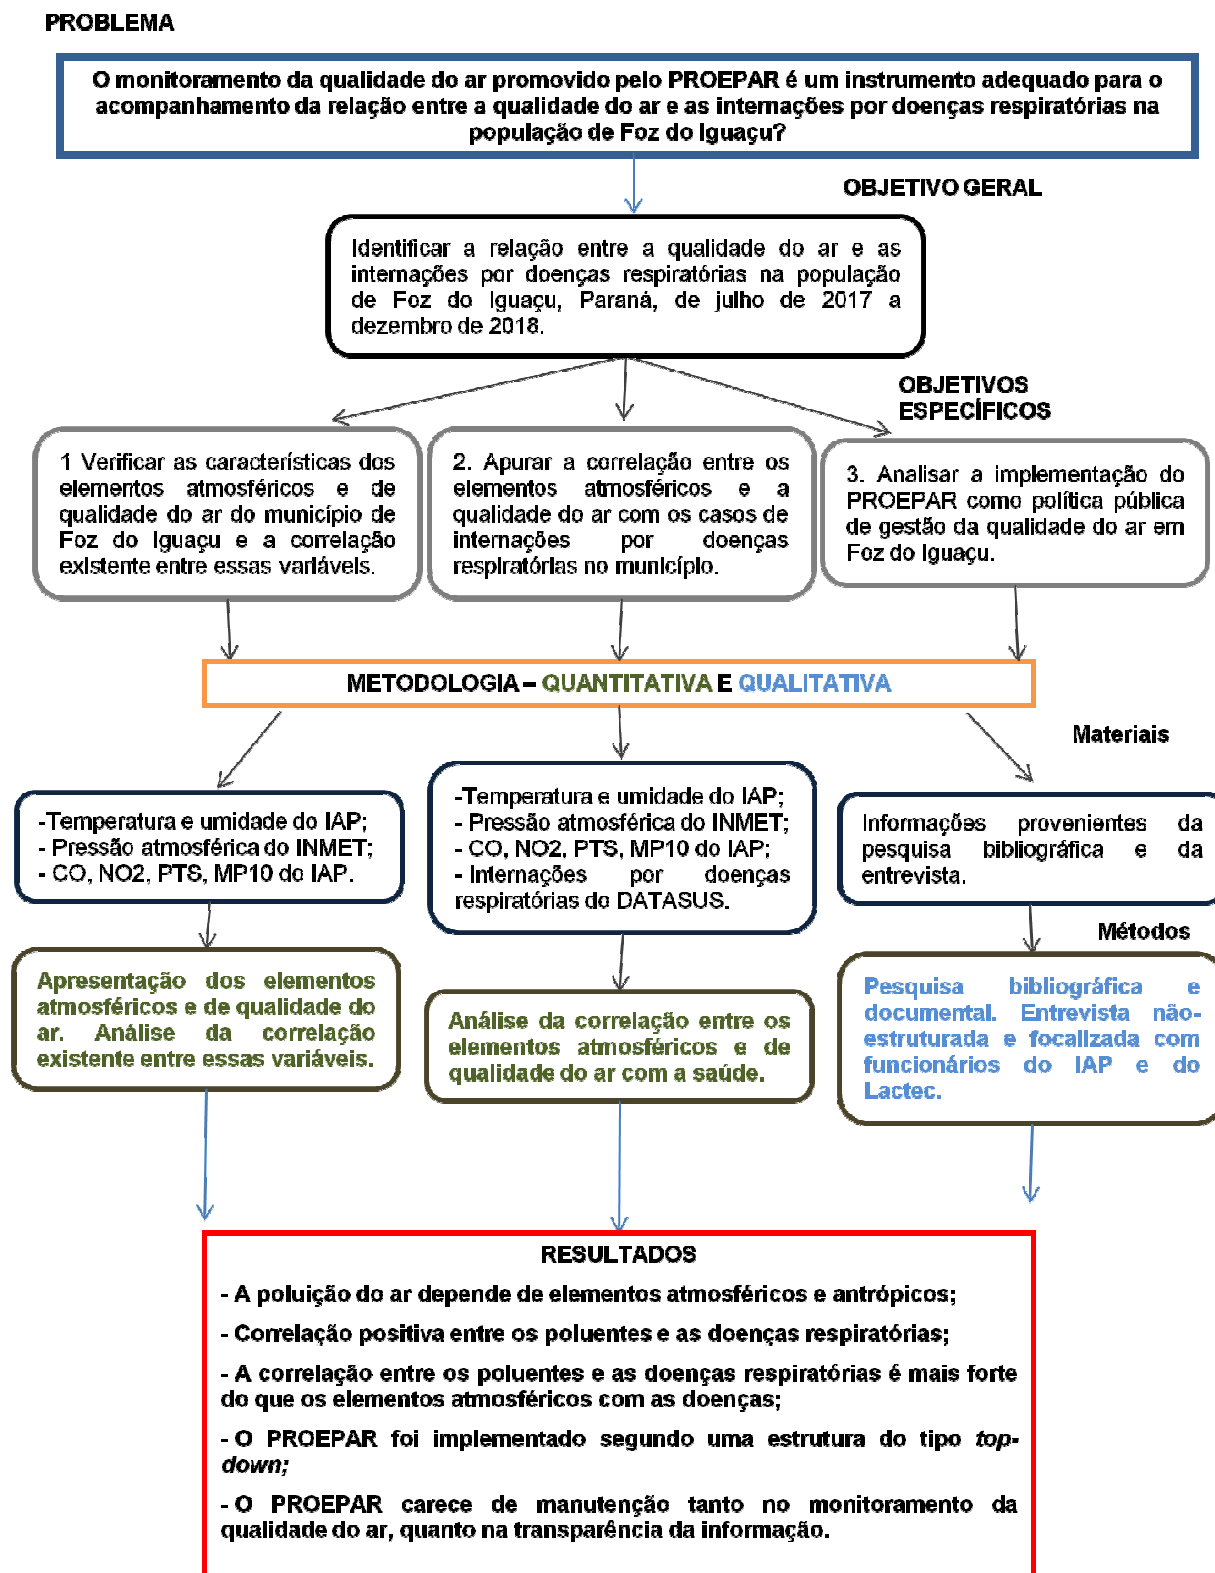 PROBLEMA
O monitoramento da qualidade do ar promovido pelo PROEPAR é um instrumento adequado para o
acompanhamento da relação entre a qualidade do ar e as internações por doenças respiratórias na
população de Foz do Iguaçu?
OBJETIVO GERAL
Identificar a relação entre a qualidade do ar e as
internações por doenças respiratórias na população
de Foz do Iguaçu, Paraná, de julho de 2017 a
dezembro de 2018.
OBJETIVOS
ESPECÍFICOS
1 Verificar as características dos
elementos atmosféricos e de
qualidade do ar do município de
Foz do Iguaçu e a correlação
existente entre essas variáveis.
2. Apurar a correlação entre os
elementos atmosféricos e a
qualidade do ar com os casos de
internações por doenças
respiratórias no município.
3. Analisar a implementação do
PROEPAR como política pública
de gestão da qualidade do ar em
Foz do Iguaçu.
METODOLOGIA – QUANTITATIVA E QUALITATIVA
Materiais
-Temperatura e umidade do IAP;
- Pressão atmosférica do INMET;
- CO, NO2, PTS, MP10 do IAP.
-Temperatura e umidade do IAP;
- Pressão atmosférica do INMET;
- CO, NO2, PTS, MP10 do IAP;
- Internações por doenças
respiratórias do DATASUS.
Informações provenientes da
pesquisa bibliográfica e da
entrevista.
Métodos
Apresentação dos elementos
atmosféricos e de qualidade do
ar. Análise da correlação
existente entre essas variáveis.
Análise da correlação entre os
elementos atmosféricos e de
qualidade do ar com a saúde.
Pesquisa bibliográfica e
documental. Entrevista não-
estruturada e focalizada com
funcionários do IAP e do
Lactec.
RESULTADOS
- A poluição do ar depende de elementos atmosféricos e antrópicos;
- Correlação positiva entre os poluentes e as doenças respiratórias;
- A correlação entre os poluentes e as doenças respiratórias é mais forte
do que os elementos atmosféricos com as doenças;
- O PROEPAR foi implementado segundo uma estrutura do tipo top-
down;
- O PROEPAR carece de manutenção tanto no monitoramento da
qualidade do ar, quanto na transparência da informação.